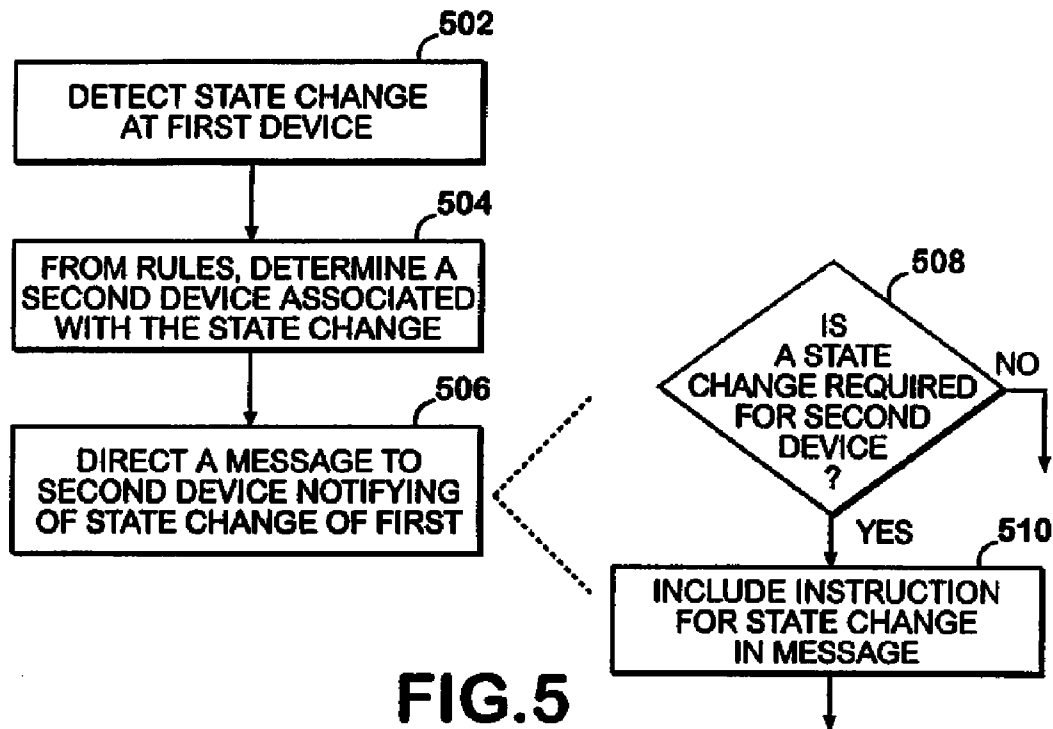 502
DETECT STATE CHANGE
AT FIRST DEVICE
504
FROM RULES, DETERMINE A
SECOND DEVICE ASSOCIATED
WITH THE STATE CHANGE
506
DIRECT A MESSAGE TO
SECOND DEVICE NOTIFYING
OF STATE CHANGE OF FIRST
508
IS
A STATE
CHANGE REQUIRED
FOR SECOND
DEVICE
?
NO
YES
510
INCLUDE INSTRUCTION
FOR STATE CHANGE
IN MESSAGE
FIG.5